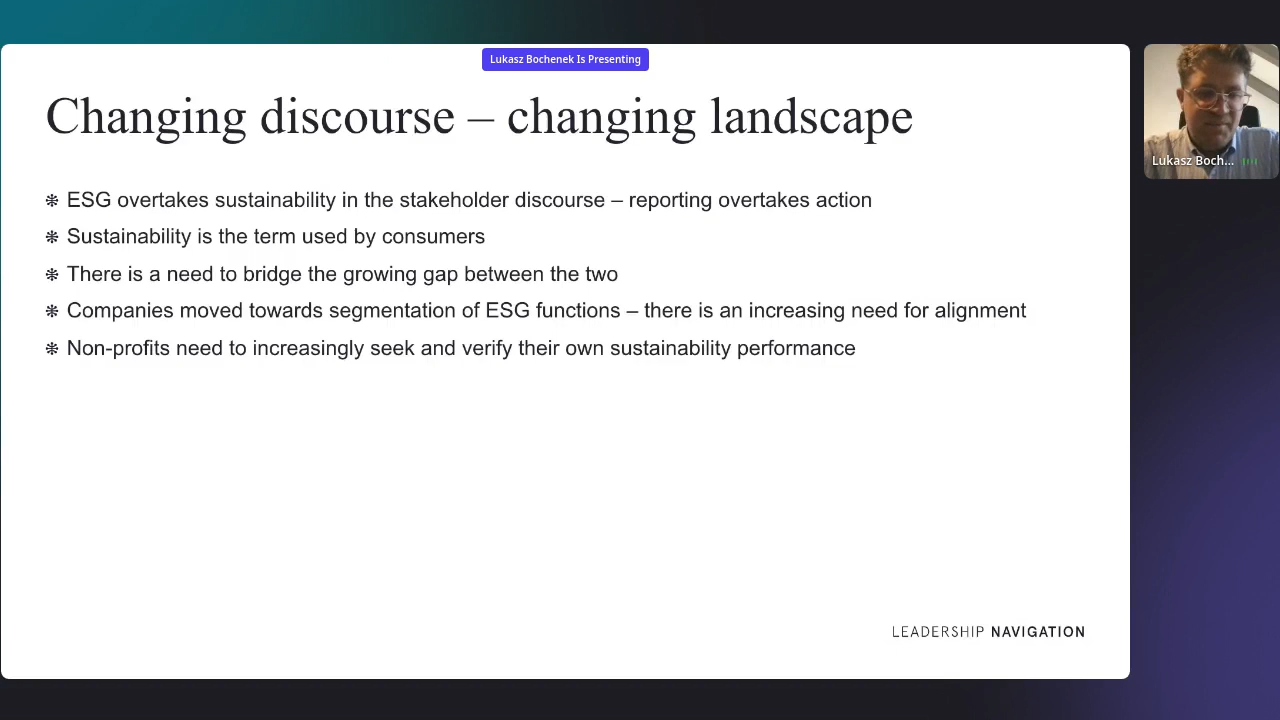 Lukasz Bochenek Is Presenting
Changing discourse – changing landscape
❊ ESG overtakes sustainability in the stakeholder discourse – reporting overtakes action
❊ Sustainability is the term used by consumers
❊ There is a need to bridge the growing gap between the two
❊ Companies moved towards segmentation of ESG functions – there is an increasing need for alignment
❊ Non-profits need to increasingly seek and verify their own sustainability performance
LEADERSHIP NAVIGATION
Lukasz Boch...